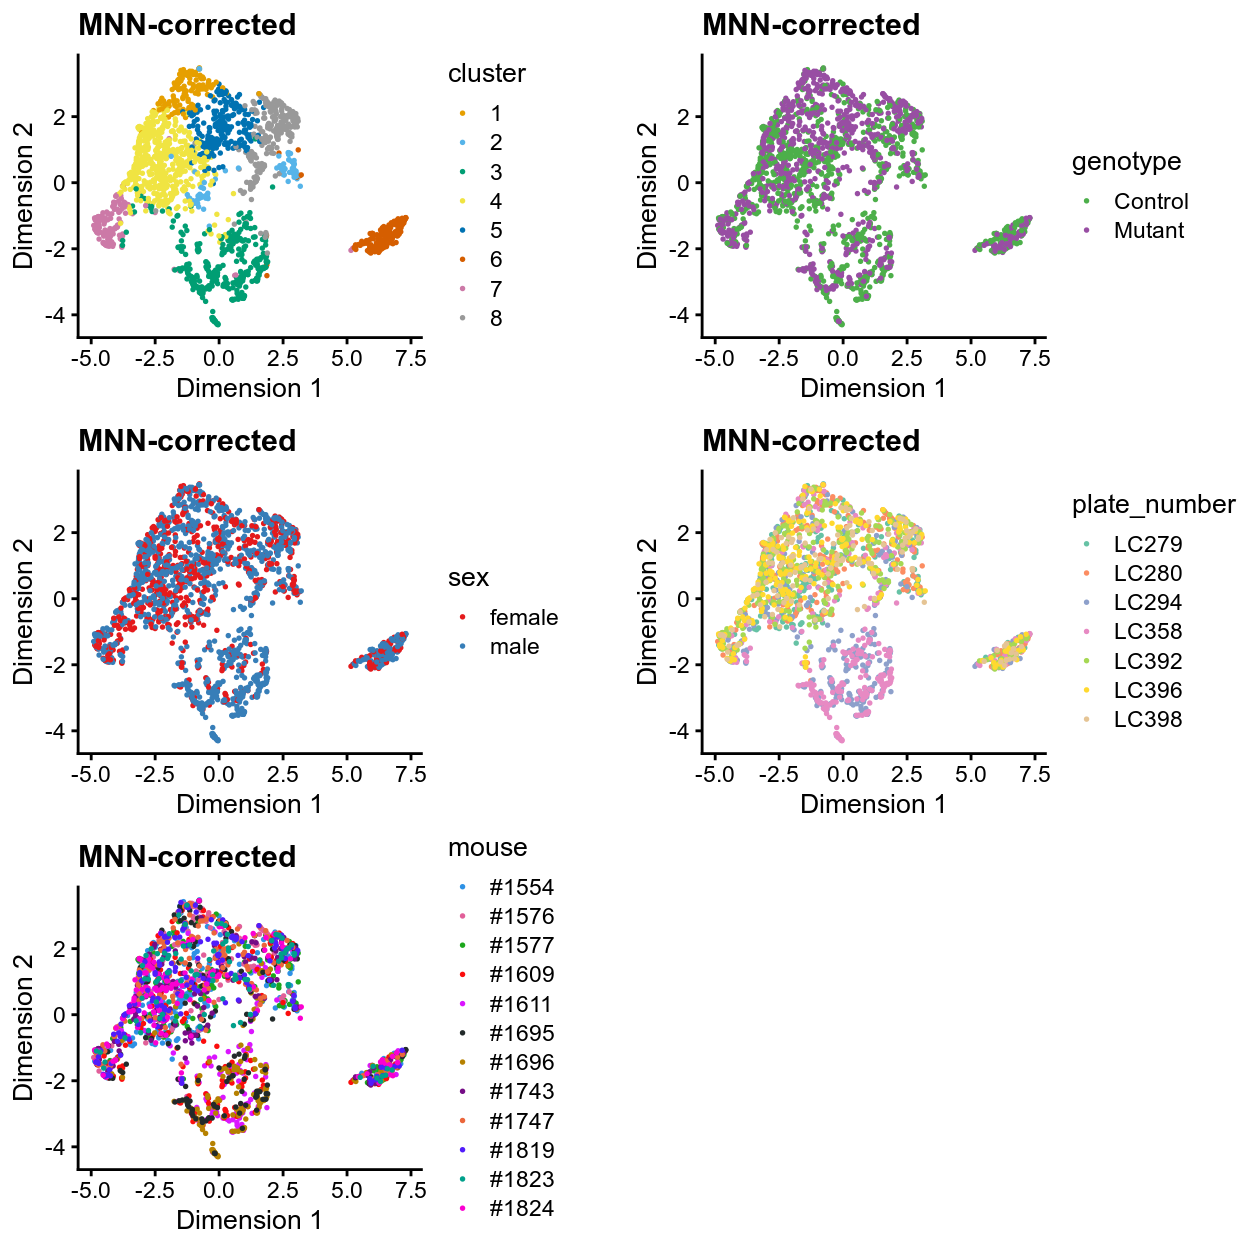 MNN-corrected
Dimension 2
2
0
-2
-4
-5.0 -2.5 0.0 2.5 5.0 7.5
Dimension 1
cluster
1
2
3
4
5
6
7
8
MNN-corrected
Dimension 2
2
0
-2
-4
-5.0 -2.5 0.0 2.5 5.0 7.5
Dimension 1
genotype
Control
Mutant
MNN-corrected
Dimension 2
2
0
-2
-4
-5.0 -2.5 0.0 2.5 5.0 7.5
Dimension 1
sex
female
male
MNN-corrected
Dimension 2
2
0
-2
-4
-5.0 -2.5 0.0 2.5 5.0 7.5
Dimension 1
plate_number
LC279
LC280
LC294
LC358
LC392
LC396
LC398
MNN-corrected
Dimension 2
2
0
-2
-4
-5.0 -2.5 0.0 2.5 5.0 7.5
Dimension 1
mouse
#1554
#1576
#1577
#1609
#1611
#1695
#1696
#1743
#1747
#1819
#1823
#1824